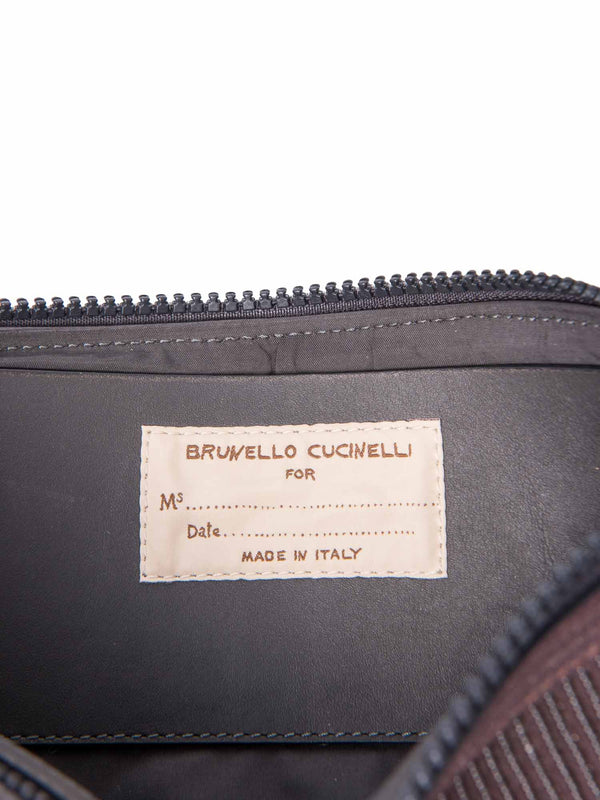 BRUNELLO CUCINELLI
FOR
Ms............................................
Date.................................
MADE IN ITALY